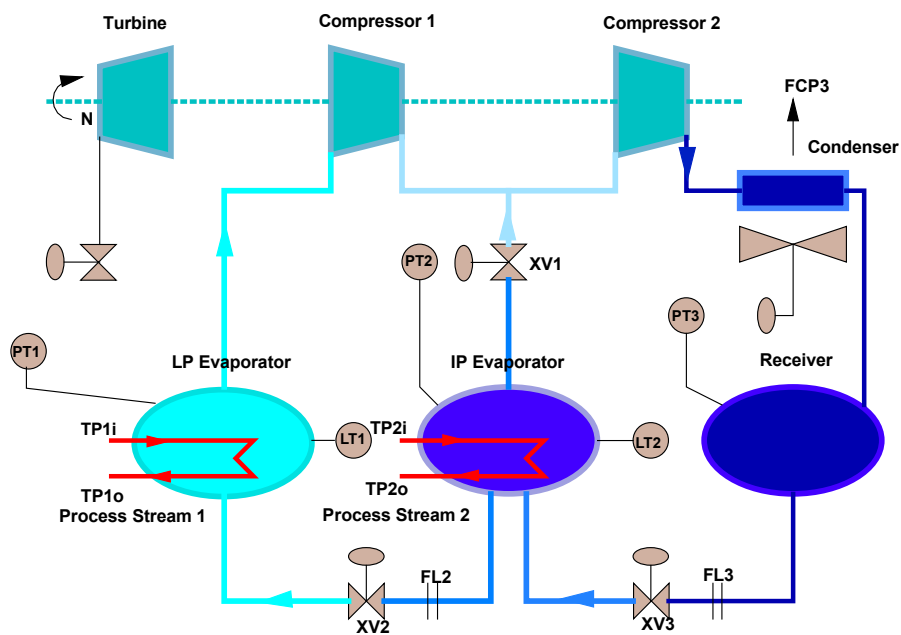 Turbine
Compressor 1
Compressor 2
N
FCP3
Condenser
PT2
XV1
PT1
PT3
LP Evaporator
IP Evaporator
Receiver
TP1i
LT1
TP2i
LT2
TP1o
TP2o
Process Stream 1
Process Stream 2
FL2
FL3
XV2
XV3